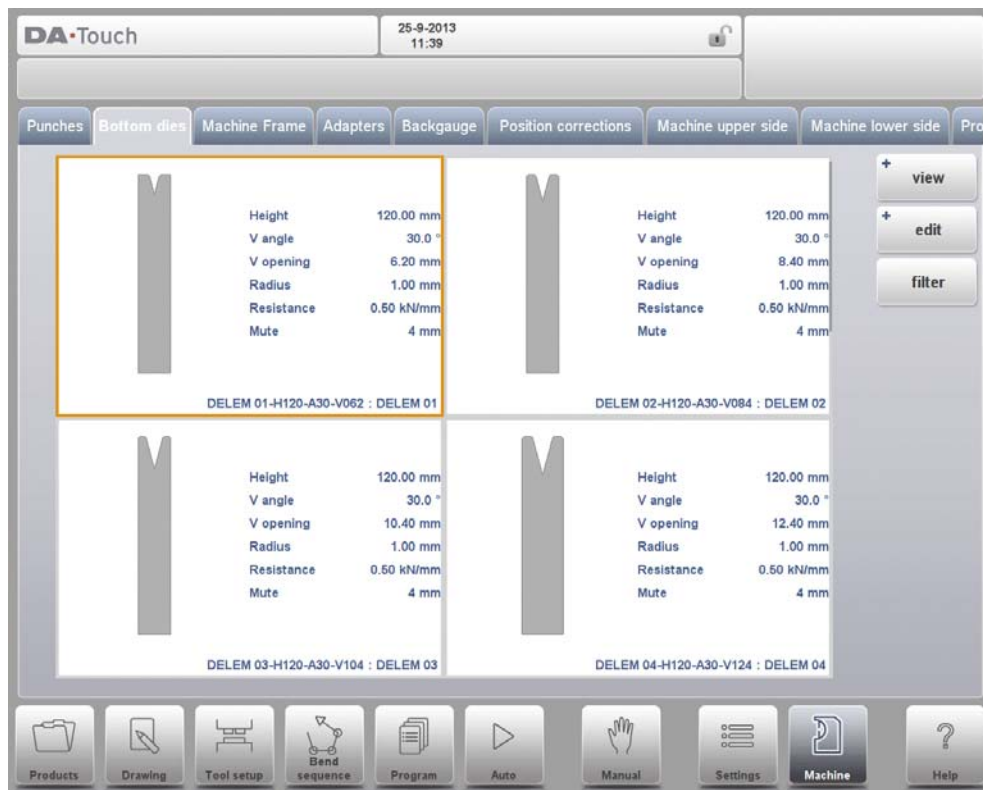 DA•Touch
25-9-2013
11:39
Punches Bottom dies Machine Frame Adapters Backgauge Position corrections Machine upper side Machine lower side Pro
Height 120.00 mm
V angle 30.0 °
V opening 6.20 mm
Radius 1.00 mm
Resistance 0.50 kN/mm
Mute 4 mm
DELEM 01-H120-A30-V062 : DELEM 01
Height 120.00 mm
V angle 30.0 °
V opening 8.40 mm
Radius 1.00 mm
Resistance 0.50 kN/mm
Mute 4 mm
DELEM 02-H120-A30-V084 : DELEM 02
Height 120.00 mm
V angle 30.0 °
V opening 10.40 mm
Radius 1.00 mm
Resistance 0.50 kN/mm
Mute 4 mm
DELEM 03-H120-A30-V104 : DELEM 03
Height 120.00 mm
V angle 30.0 °
V opening 12.40 mm
Radius 1.00 mm
Resistance 0.50 kN/mm
Mute 4 mm
DELEM 04-H120-A30-V124 : DELEM 04
+ view
+ edit
filter
Products
Drawing
Tool setup
Bend
sequence
Program
Auto
Manual
Settings
Machine
? Help